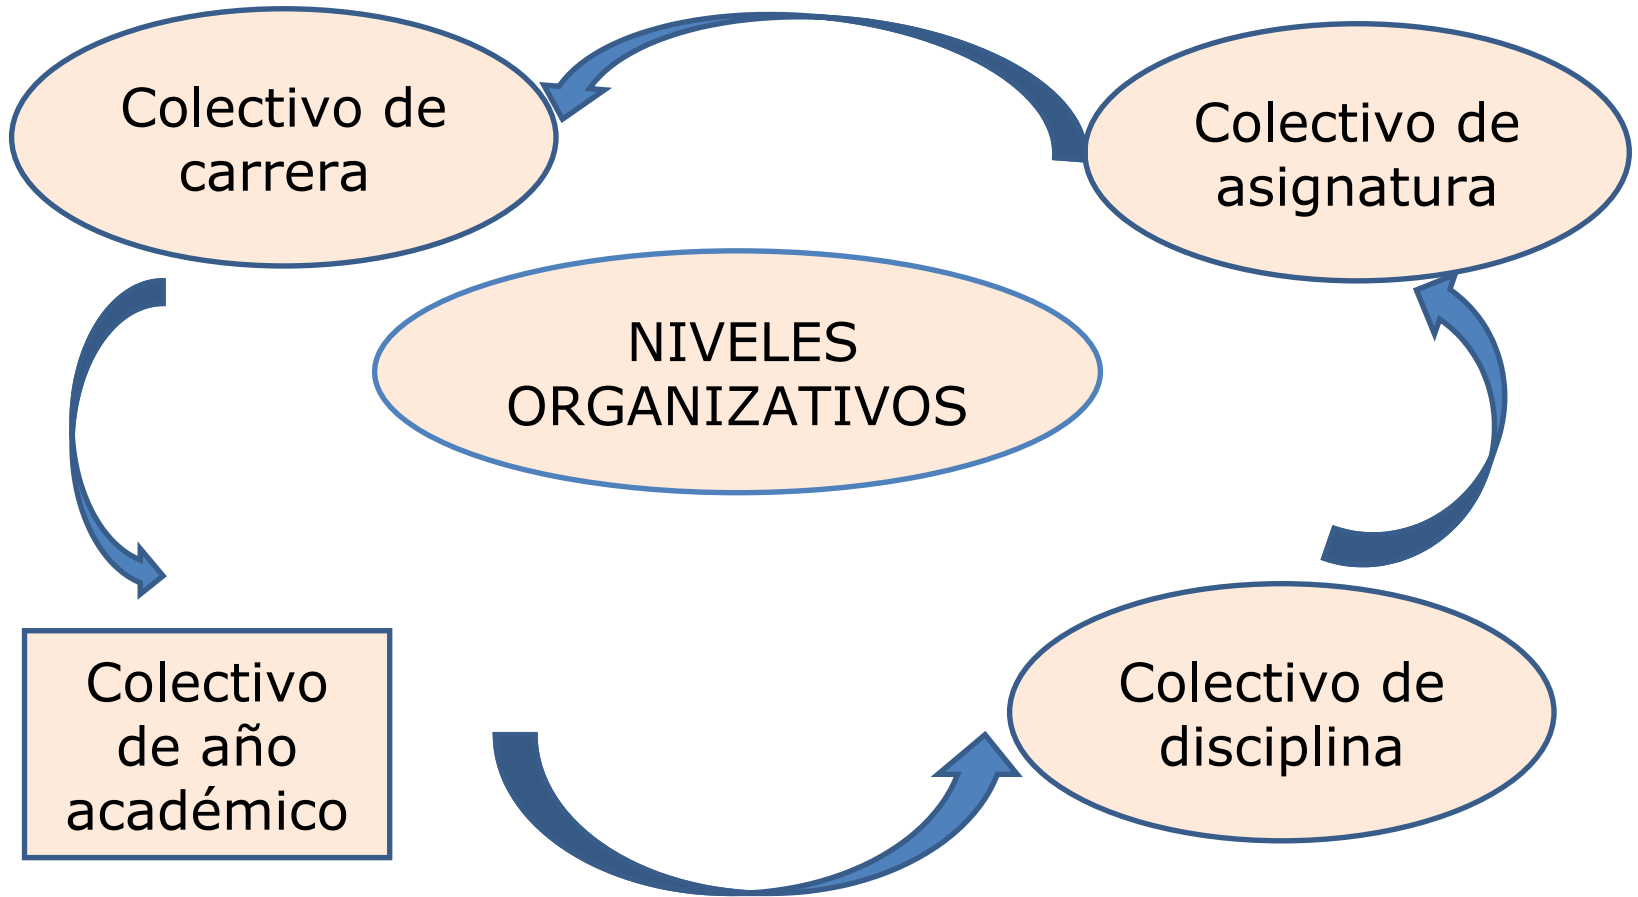 Colectivo de
carrera
Colectivo de
asignatura
NIVELES
ORGANIZATIVOS
Colectivo
de año
académico
Colectivo de
disciplina